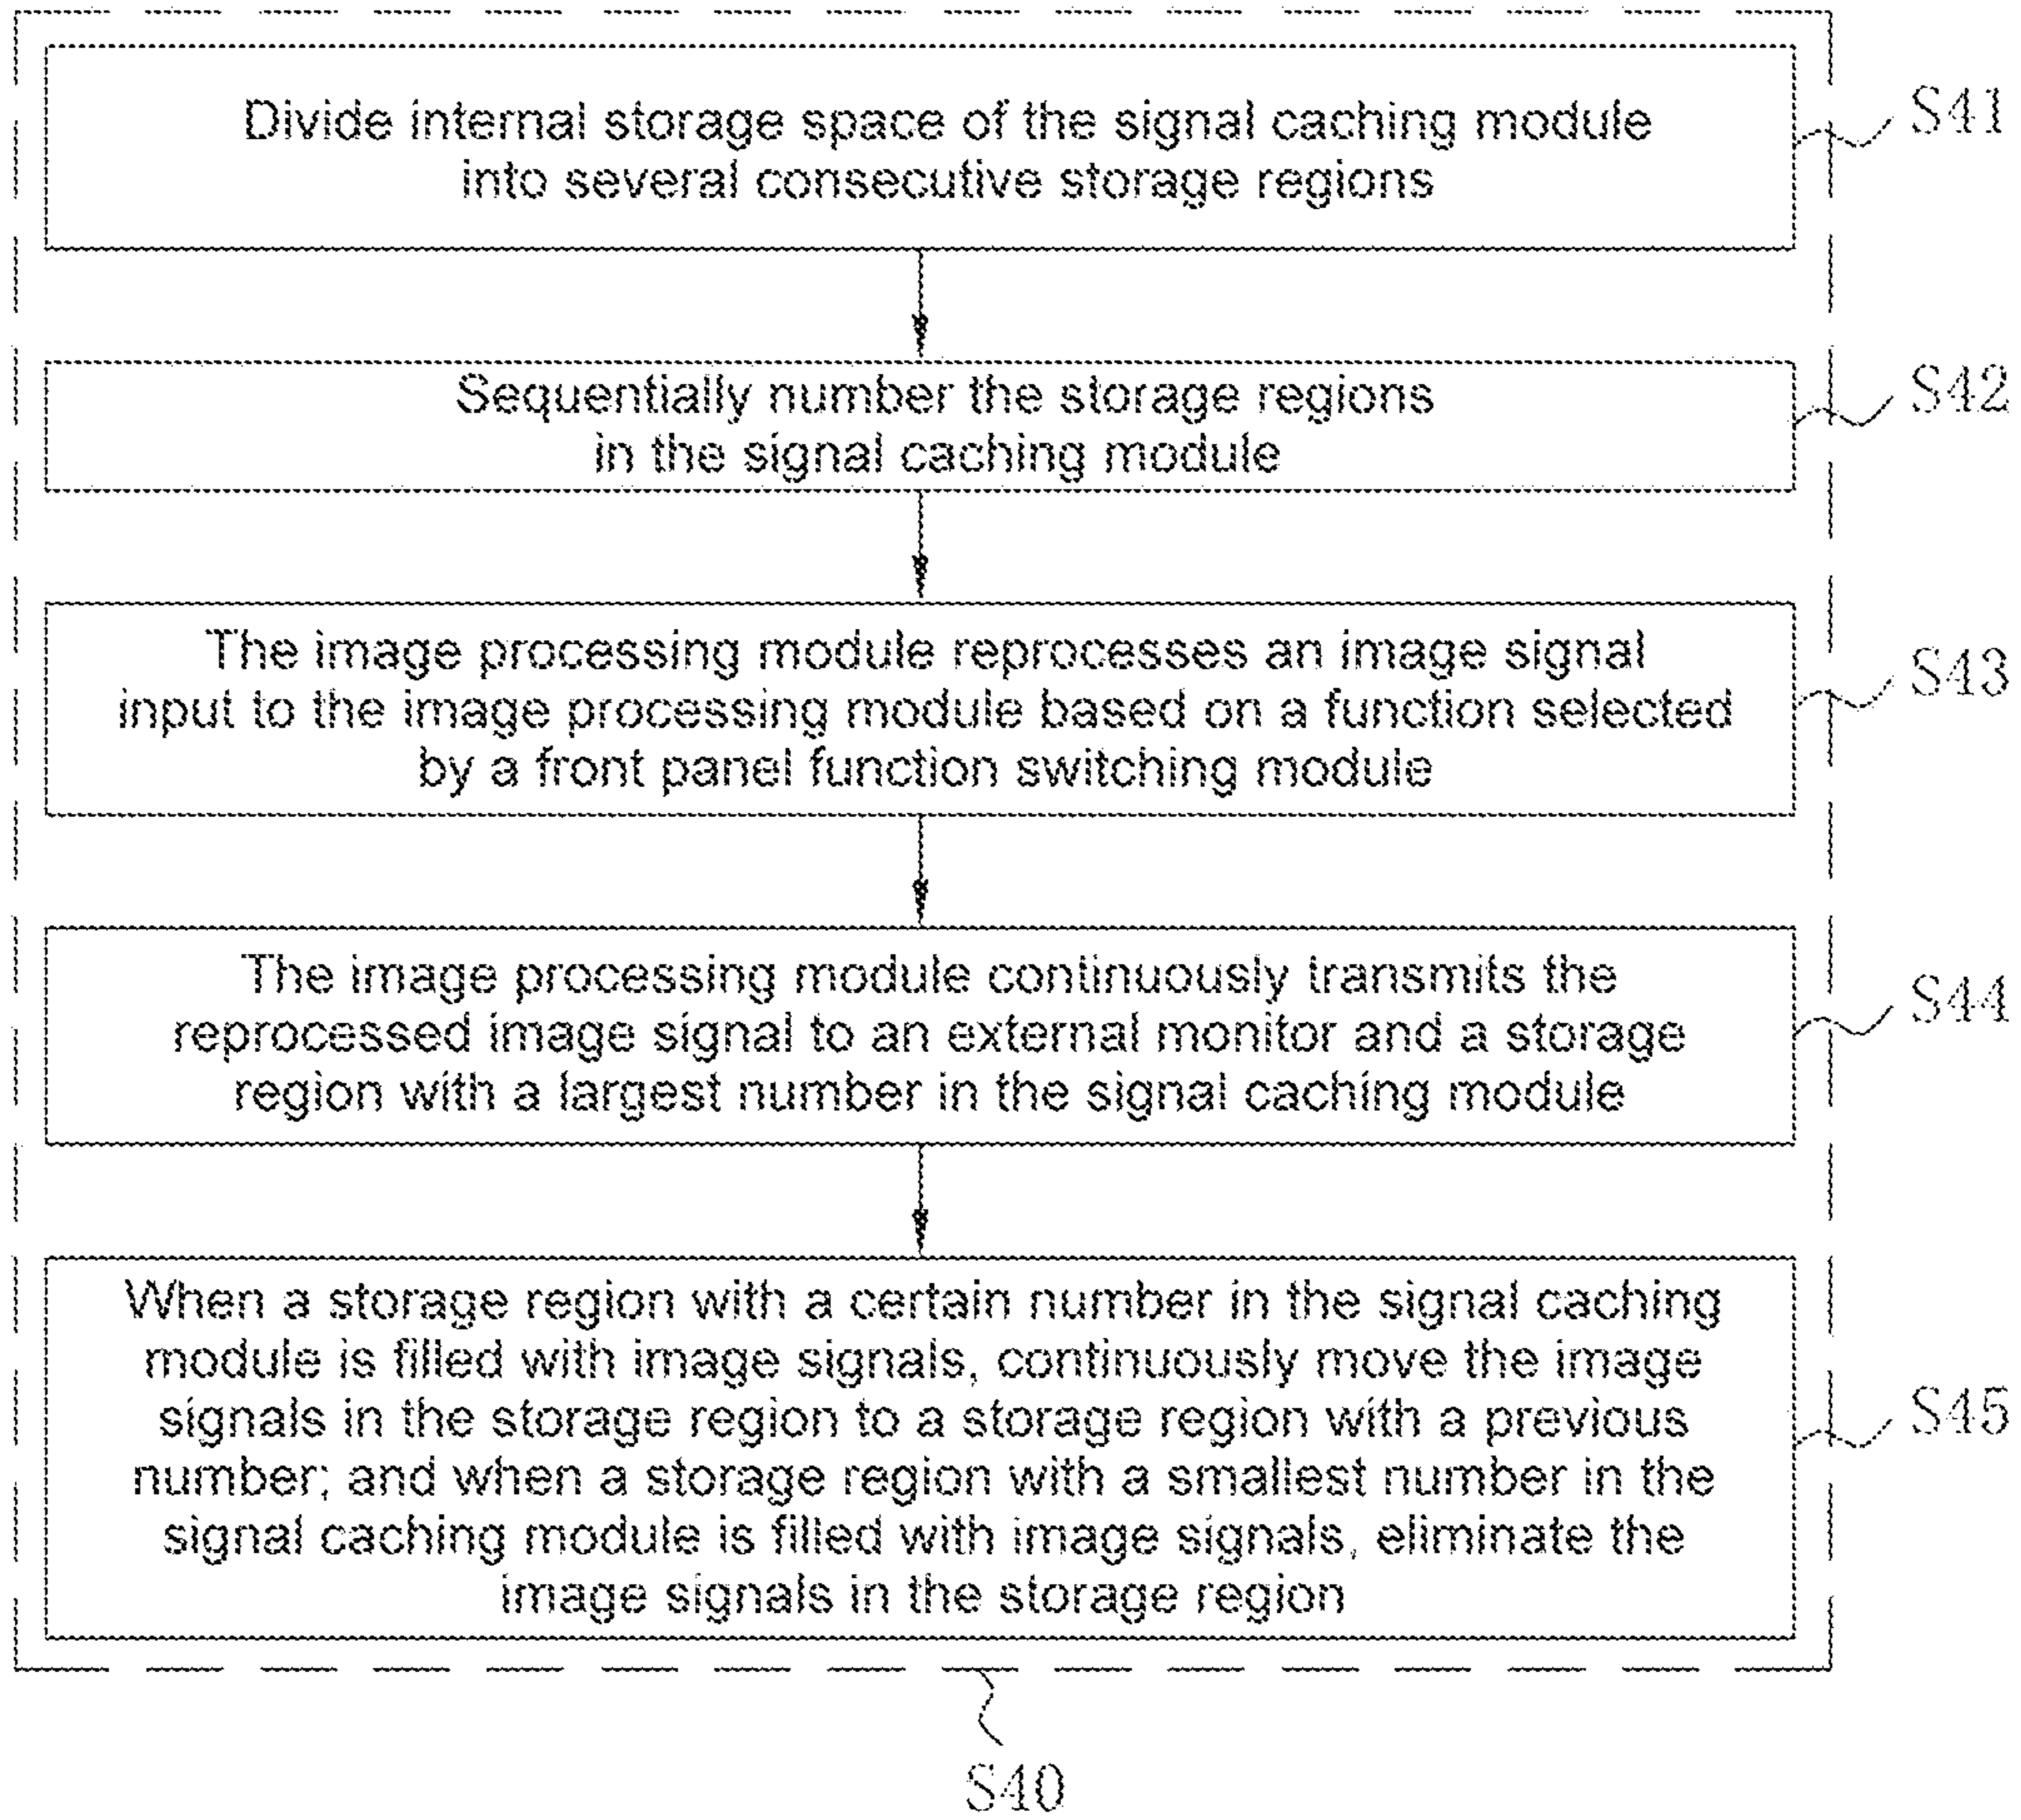 Divide internal storage space of the signal caching module
into several consecutive storage regions
S41
Sequentially number the storage regions
in the signal caching module
S42
The image processing module reprocesses an image signal
input to the image processing module based on a function selected
by a front panel function switching module
S43
The image processing module continuously transmits the
reprocessed image signal to an external monitor and a storage
region with a largest number in the signal caching module
S44
When a storage region with a certain number in the signal caching
module is filled with image signals, continuously move the image
signals in the storage region to a storage region with a previous
number; and when a storage region with a smallest number in the
signal caching module is filled with image signals, eliminate the
image signals in the storage region
S45
S40